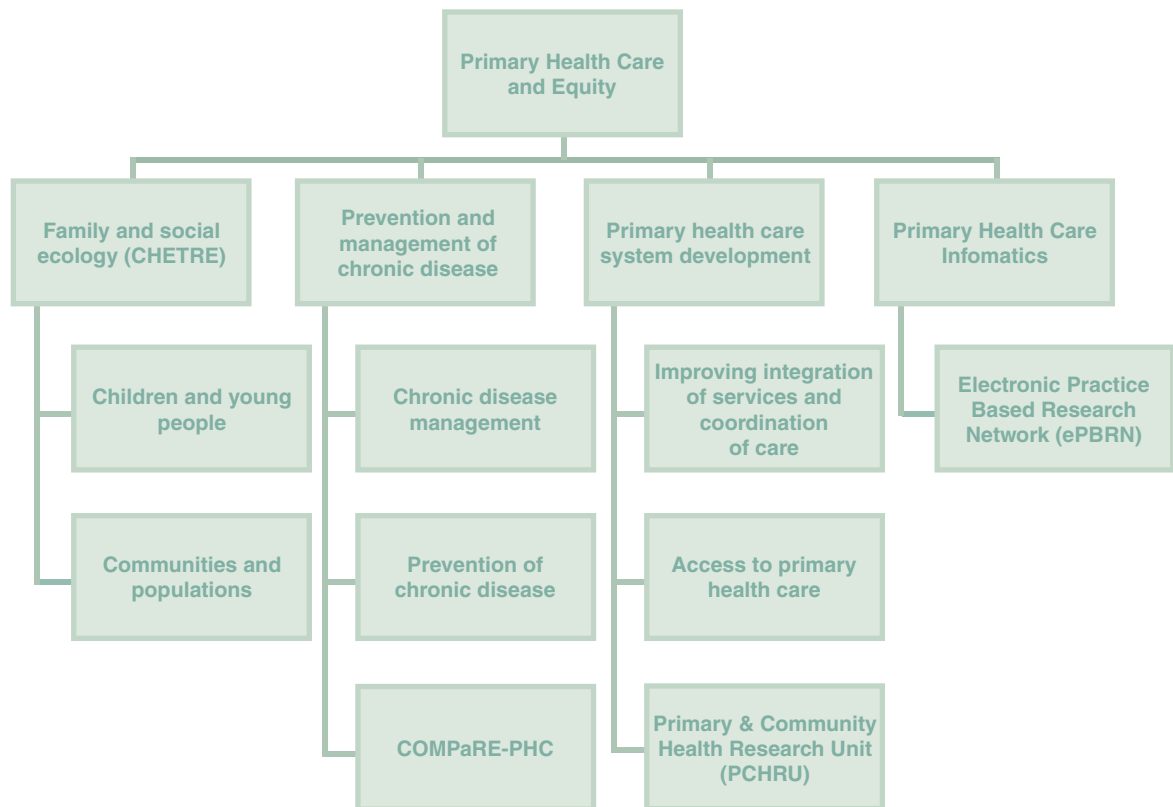 Primary Health Care
and Equity
Family and social
ecology (CHETRE)
Prevention and
management of
chronic disease
Primary health care
system development
Primary Health Care
Infomatics
Children and young
people
Chronic disease
management
Improving integration
of services and
coordination
of care
Electronic Practice
Based Research
Network (ePBRN)
Communities and
populations
Prevention of
chronic disease
Access to primary
health care
COMPaRE-PHC
Primary & Community
Health Research Unit
(PCHRU)